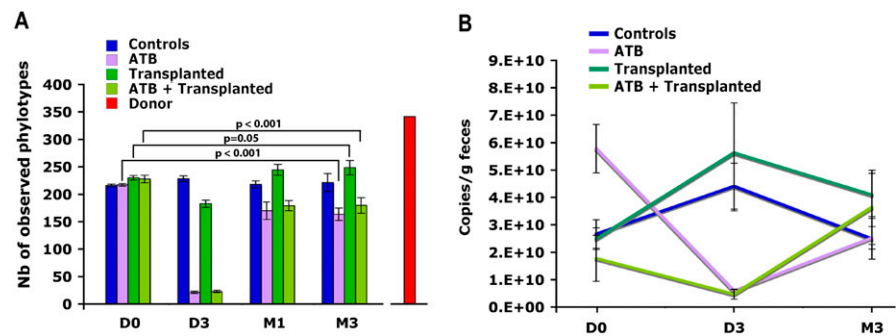 A
Controls
ATB
Transplanted
ATB + Transplanted
Donor
Nb of observed phylotypes
400
350
300
250
200
150
100
50
0
p < 0.001
p=0.05
p < 0.001
D0
D3
M1
M3
B
Controls
ATB
Transplanted
ATB + Transplanted
Copies/g feces
9.E+10
8.E+10
7.E+10
6.E+10
5.E+10
4.E+10
3.E+10
2.E+10
1.E+10
0.E+00
D0
D3
M3